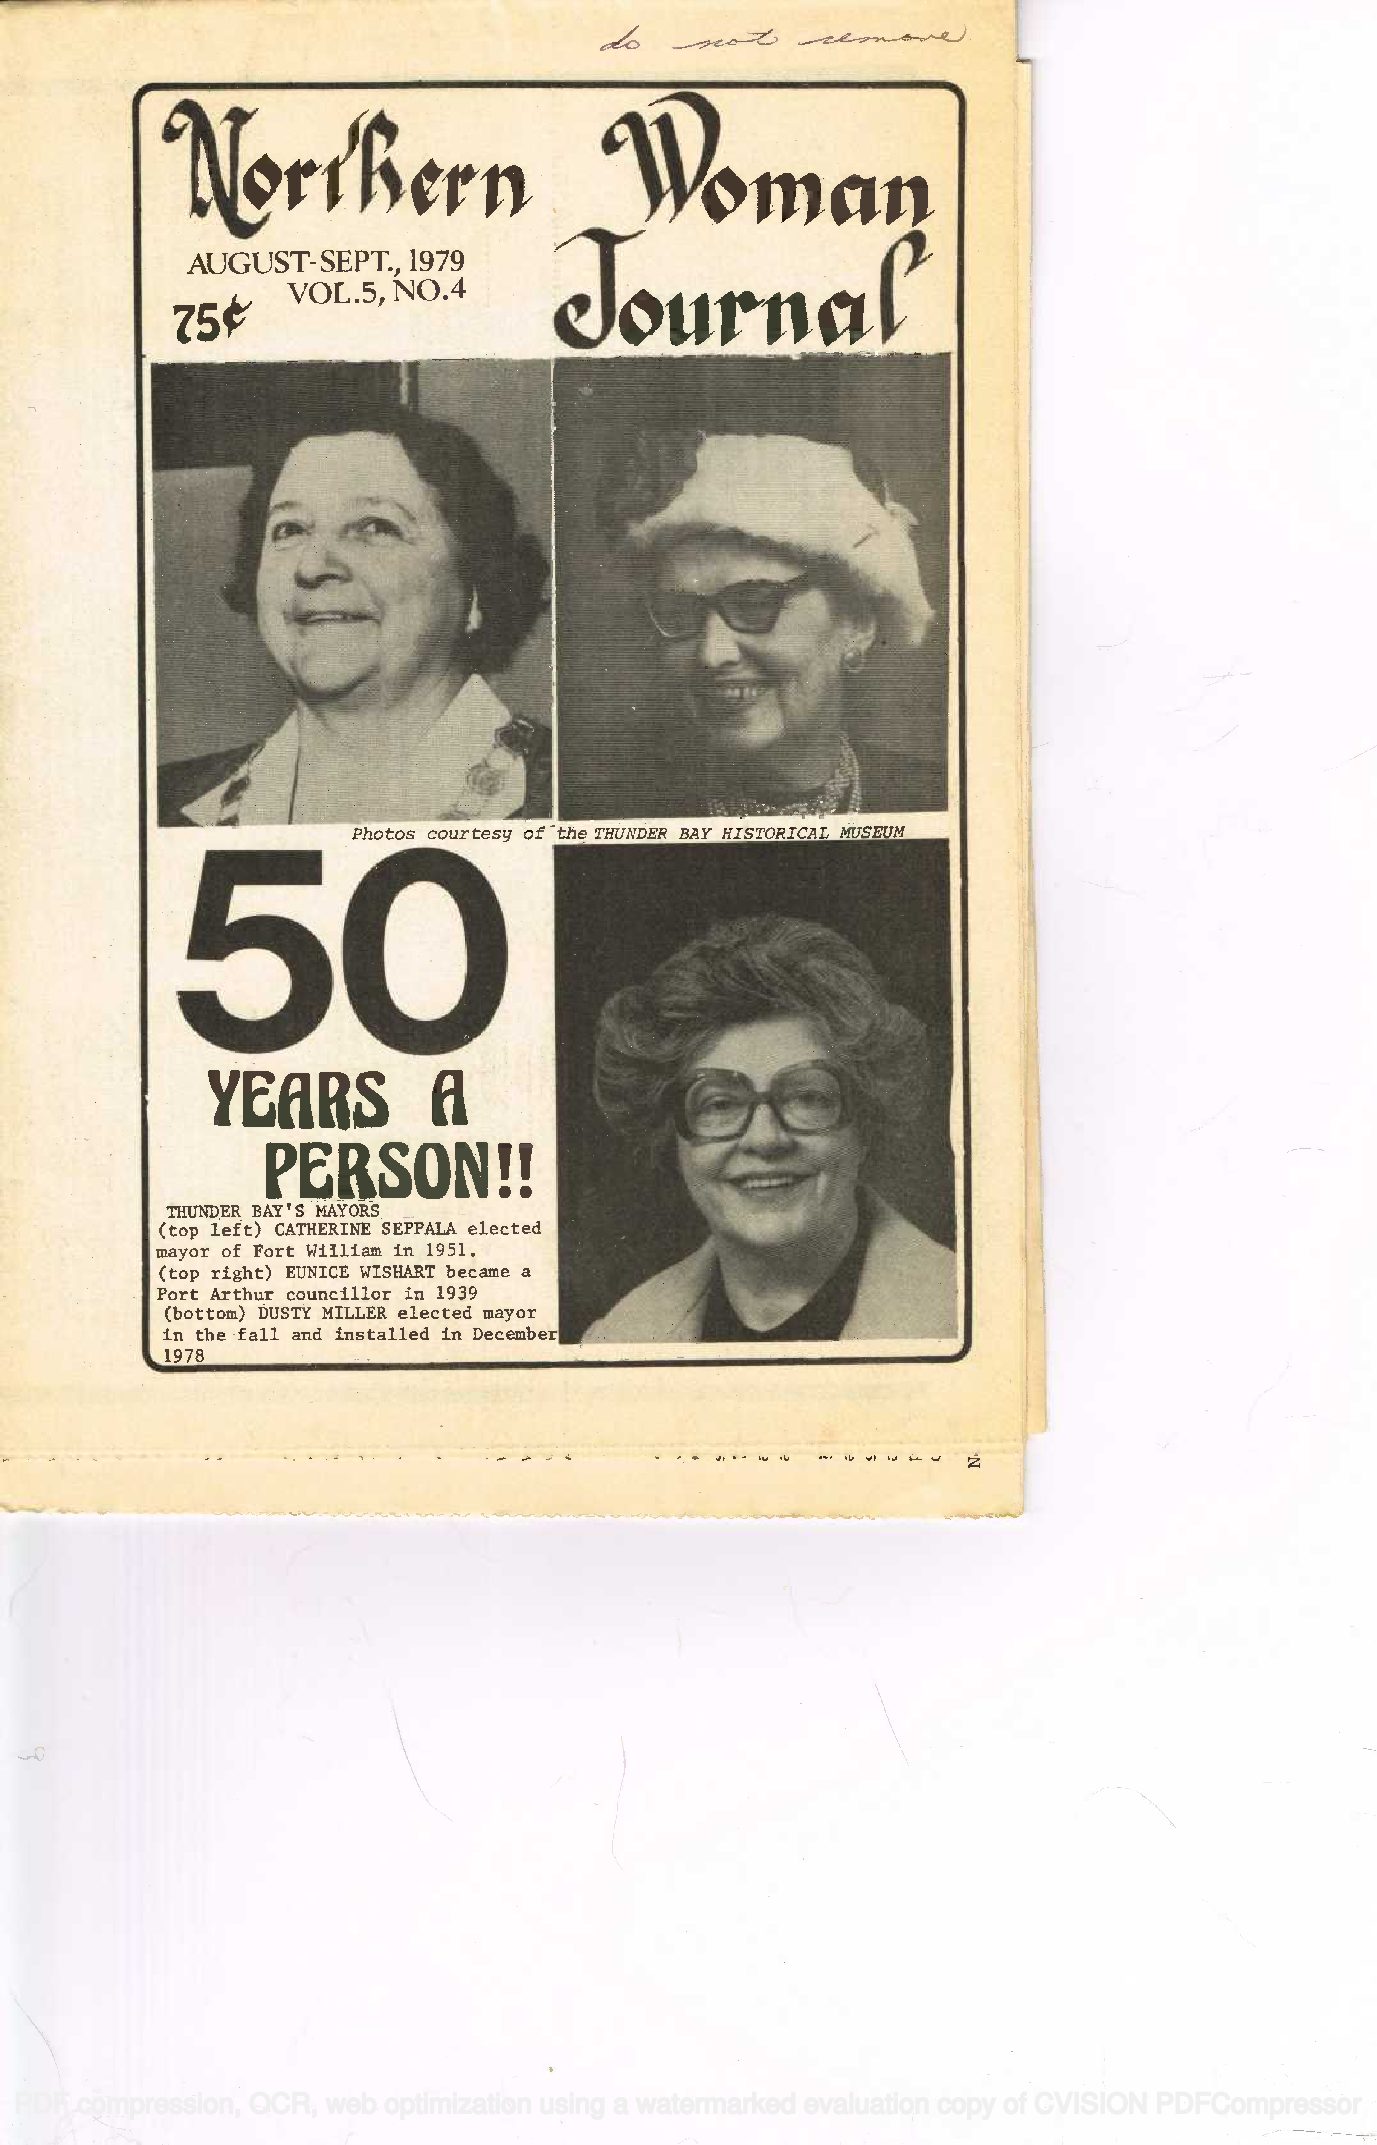 do not remove
Northern Woman
Journal
AUGUST-SEPT., 1979
VOL.5, NO.4
75¢
Photos courtesy of the THUNDER BAY HISTORICAL MUSEUM
50
YEARS A
PERSON!!
THUNDER BAY'S MAYORS
(top left) CATHERINE SEPPALA elected
mayor of Fort William in 1951.
(top right) EUNICE WISHART became a
Port Arthur councillor in 1939
(bottom) DUSTY MILLER elected mayor
in the fall and installed in December
1978
PDF compression, OCR, web optimization using a watermarked evaluation copy of CVISION PDFCompressor